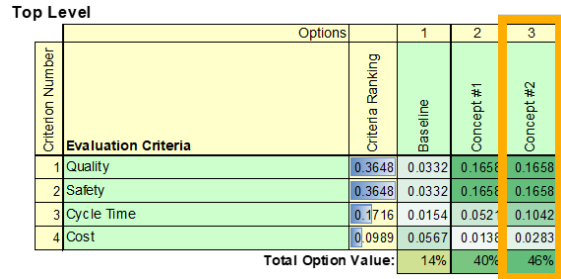 Top Level
Options 1 2 3
Criterion Number Evaluation Criteria Criteria Ranking Baseline Concept #1 Concept #2
1 Quality 0.3648 0.0332 0.1658 0.1658
2 Safety 0.3648 0.0332 0.1658 0.1658
3 Cycle Time 0.1716 0.0154 0.0521 0.1042
4 Cost 0.0989 0.0567 0.0138 0.0283
Total Option Value: 14% 40% 46%